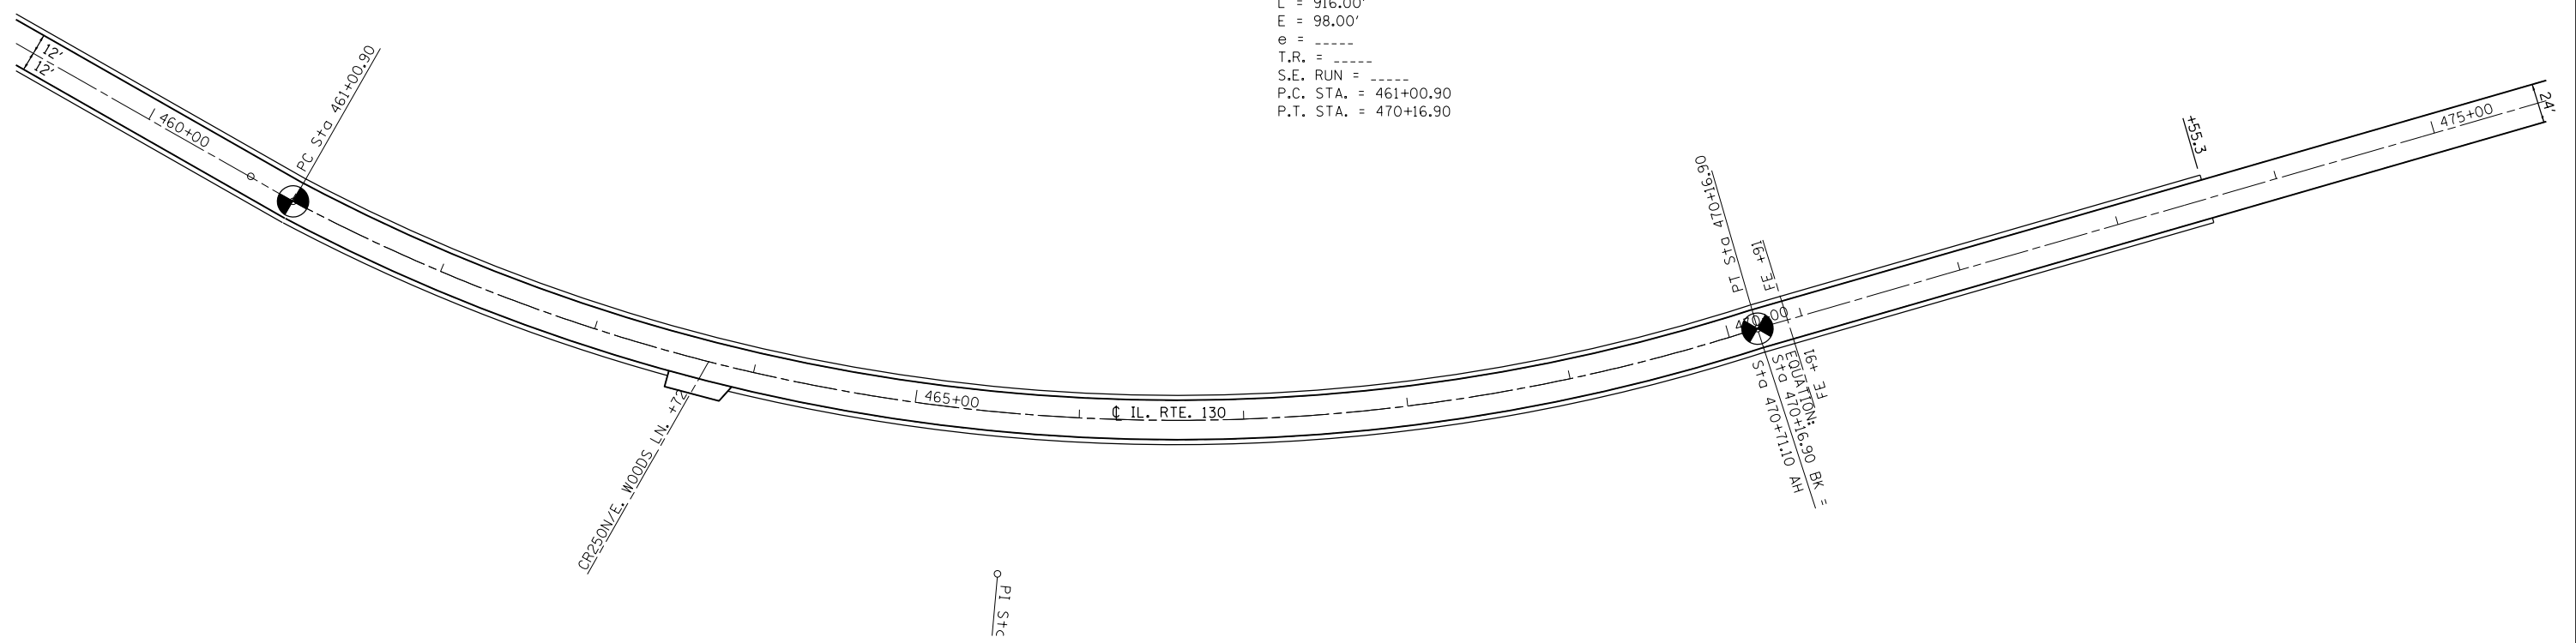 L = 916.00'
E = 98.00'
e = _____
T.R. = _____
S.E. RUN = _____
P.C. STA. = 461+00.90
P.T. STA. = 470+16.90
12'
12'
460+00
PC Sta 461+00.90
CR250N/E. WOODS LN. +72
465+00
℄ IL. RTE. 130
PI
PT Sta 470+16.90
FE +91
470+00
FE +91
EQUATION:
Sta 470+16.90 BK =
Sta 470+71.10 AH
+55.3
475+00
24'